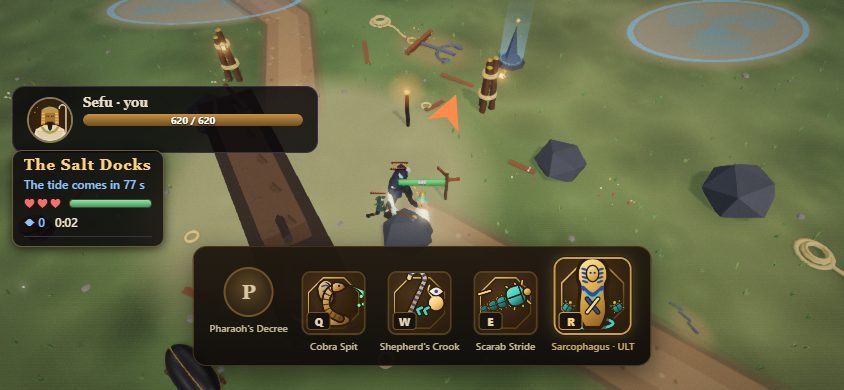 Sefu · you
620 / 620
The Salt Docks
The tide comes in 77 s
0 0:02
P
Pharaoh's Decree
Q
Cobra Spit
W
Shepherd's Crook
E
Scarab Stride
R
Sarcophagus · ULT